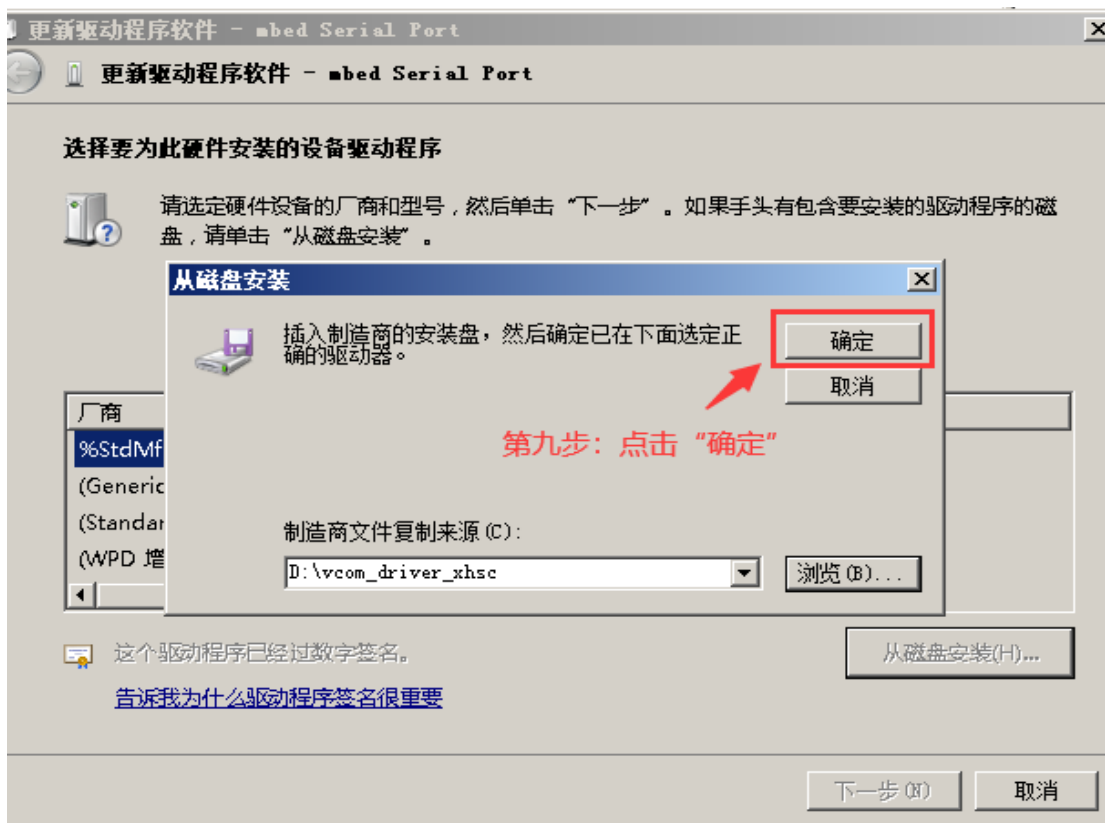 更新驱动程序软件 - mbed Serial Port
更新驱动程序软件 - mbed Serial Port
选择要为此硬件安装的设备驱动程序
请选定硬件设备的厂商和型号，然后单击“下一步”。如果手头有包含要安装的驱动程序的磁
盘，请单击“从磁盘安装”。
从磁盘安装
插入制造商的安装盘，然后确定已在下面选定正
确的驱动器。
确定
取消
第九步：点击“确定”
厂商
%StdMf
(Generic
(Standar
(WPD 增
制造商文件复制来源(C):
D:\vcom_driver_xhsc
浏览(B)...
这个驱动程序已经过数字签名。
从磁盘安装(H)...
告诉我为什么驱动程序签名很重要
下一步(N)
取消